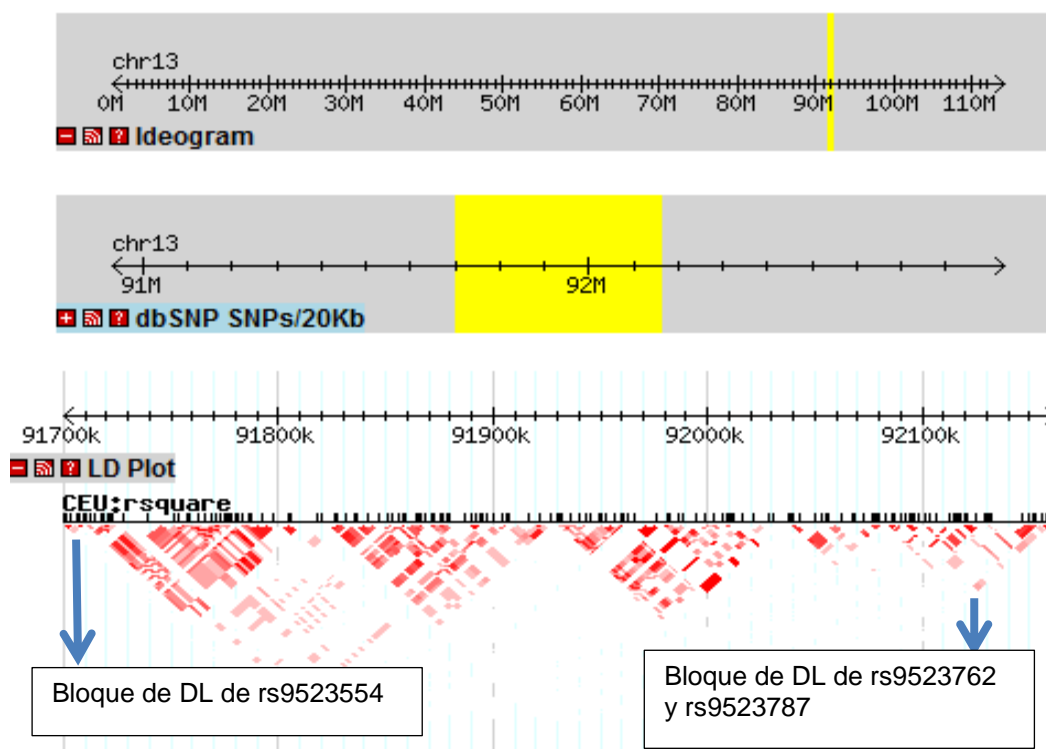 chr13
0M 10M 20M 30M 40M 50M 60M 70M 80M 90M 100M 110M
Ideogram
chr13
91M 92M
dbSNP SNPs/20Kb
91700k 91800k 91900k 92000k 92100k
LD Plot
CEU:rsquare
Bloque de DL de rs9523554
Bloque de DL de rs9523762
y rs9523787